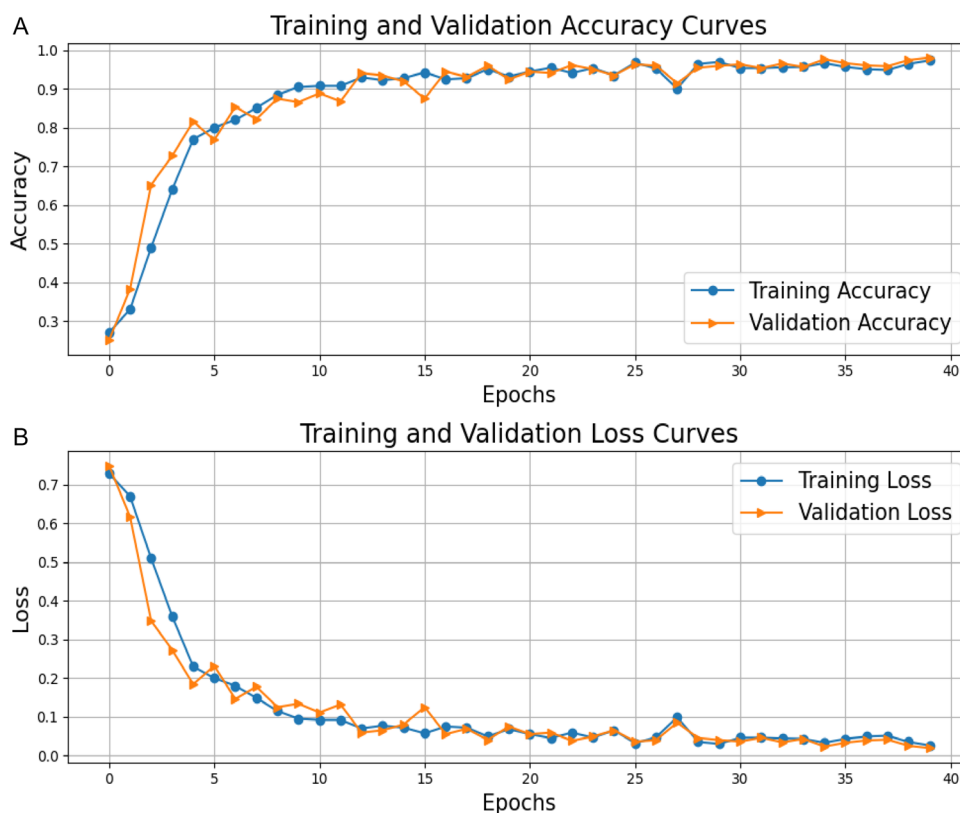 A
Training and Validation Accuracy Curves
1.0
0.9
0.8
0.7
0.6
0.5
0.4
0.3
Accuracy
Training Accuracy
Validation Accuracy
0 5 10 15 20 25 30 35 40
Epochs
B
Training and Validation Loss Curves
0.7
0.6
0.5
0.4
0.3
0.2
0.1
0.0
Loss
Training Loss
Validation Loss
0 5 10 15 20 25 30 35 40
Epochs